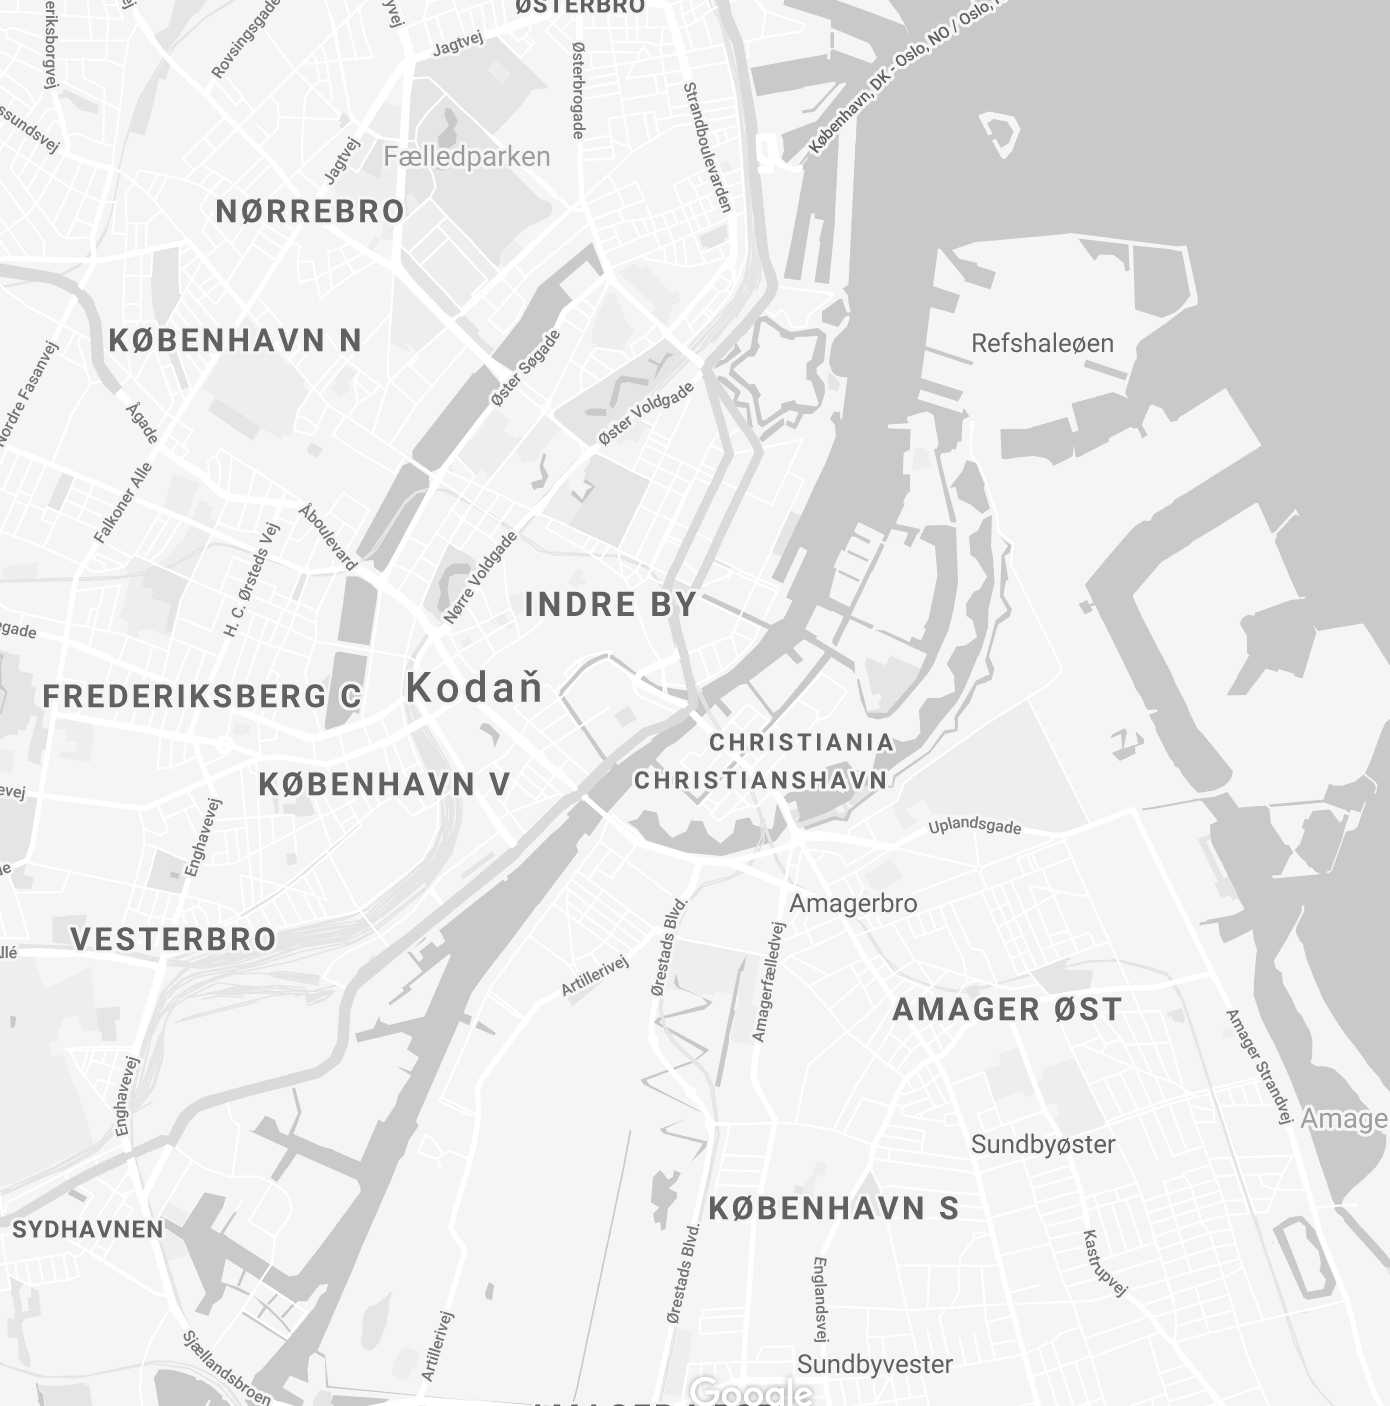 ØSTERBRO
Jagtvej
Rovsingsgade
Østerbrogade
Strandboulevarden
København, DK - Oslo, NO / Oslo,
Jagtvej
Fælledparken
NØRREBRO
KØBENHAVN N
Refshaleøen
Øster Søgade
Øster Voldgade
Nordre Fasanvej
Ågade
Falkoner Alle
Åboulevard
H. C. Ørsteds Vej
Nørre Voldgade
INDRE BY
Kodaň
FREDERIKSBERG C
CHRISTIANIA
CHRISTIANSHAVN
KØBENHAVN V
Uplandsgade
Enghavevej
Amagerbro
VESTERBRO
Ørestads Blvd.
Artillerivej
Amagerfælledvej
AMAGER ØST
Amager Strandvej
Enghavevej
Amage
Sundbyøster
KØBENHAVN S
SYDHAVNEN
Ørestads Blvd.
Englandsvej
Kastrupvej
Artillerivej
Sjællandsbroen
Sundbyvester
Google